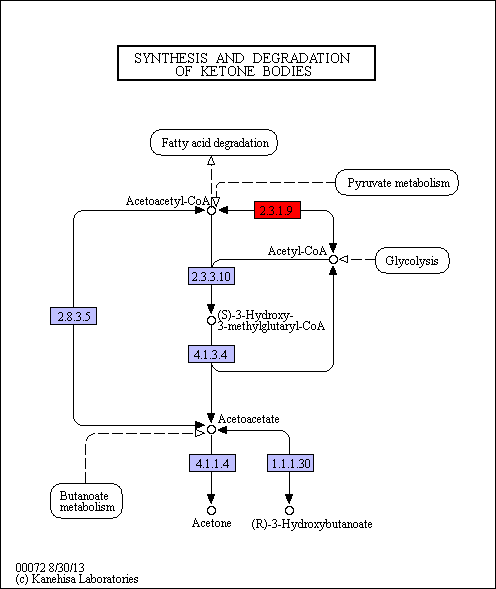 SYNTHESIS AND DEGRADATION
OF KETONE BODIES
Fatty acid degradation
Pyruvate metabolism
Acetoacetyl-CoA
2.3.1.9
Acetyl-CoA
Glycolysis
2.3.3.10
2.8.3.5
(S)-3-Hydroxy-
3-methylglutaryl-CoA
4.1.3.4
Acetoacetate
4.1.1.4
1.1.1.30
Butanoate
metabolism
Acetone
(R)-3-Hydroxybutanoate
00072 8/30/13
(c) Kanehisa Laboratories